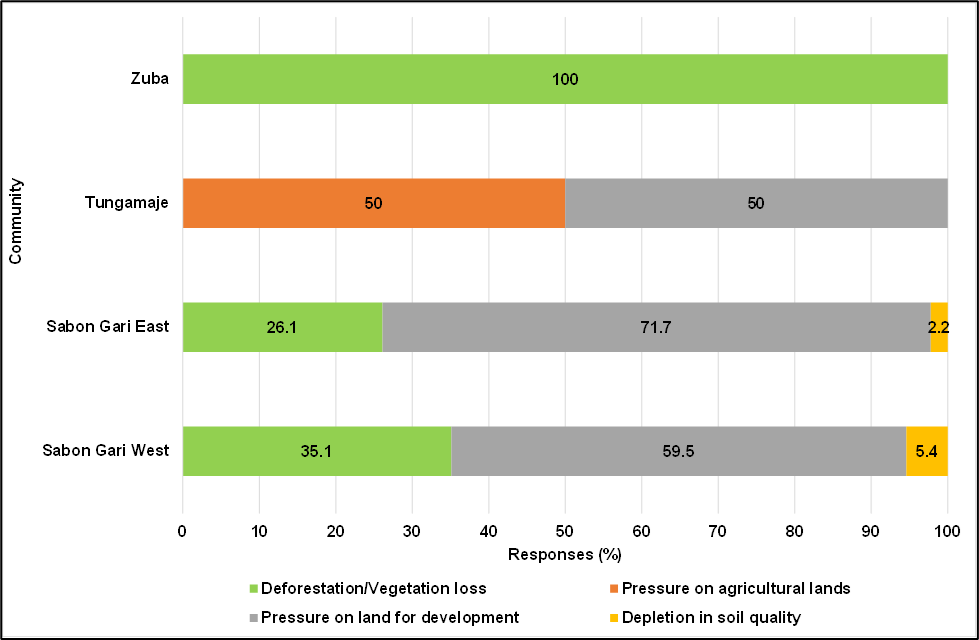 Zuba
100
Tungamaje
50 50
Community
Sabon Gari East
26.1 71.7 2.2
Sabon Gari West
35.1 59.5 5.4
0 10 20 30 40 50 60 70 80 90 100
Responses (%)
Deforestation/Vegetation loss Pressure on agricultural lands
Pressure on land for development Depletion in soil quality